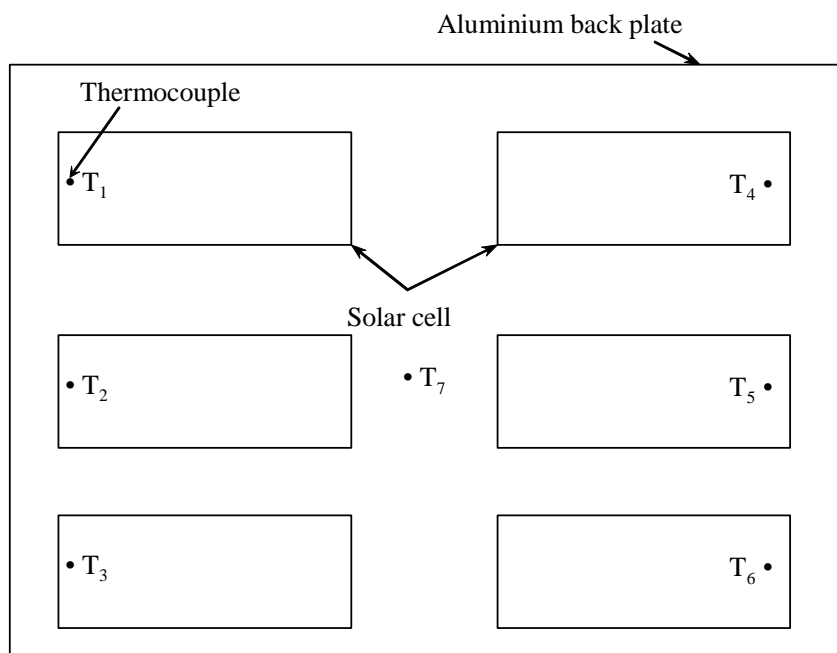 Aluminium back plate
Thermocouple
T1
T4
Solar cell
T2
T7
T5
T3
T6